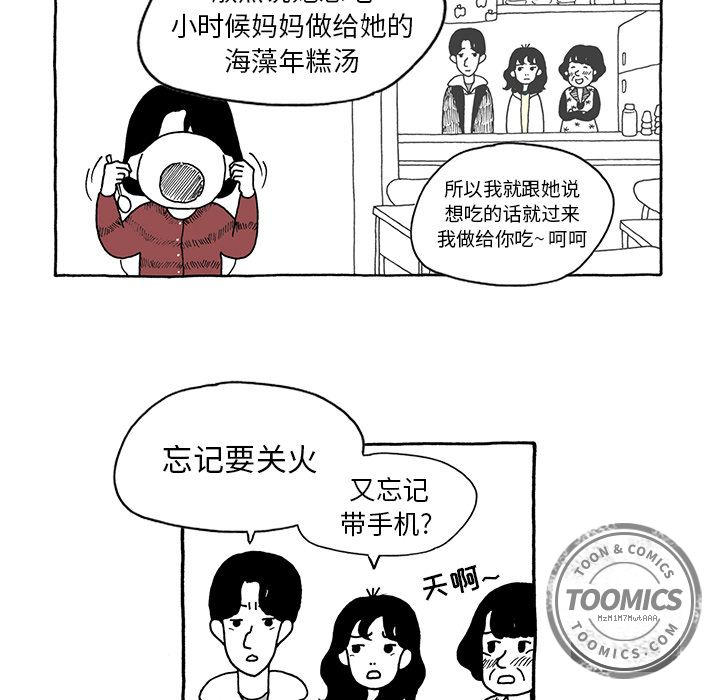 小时候妈妈做给她的
海藻年糕汤
所以我就跟她说
想吃的话就过来
我做给你吃~呵呵
忘记要关火
又忘记
带手机?
天啊~
TOON & COMICS
TOOMICS
MzM1M7MutAAA
TOOMICS.COM